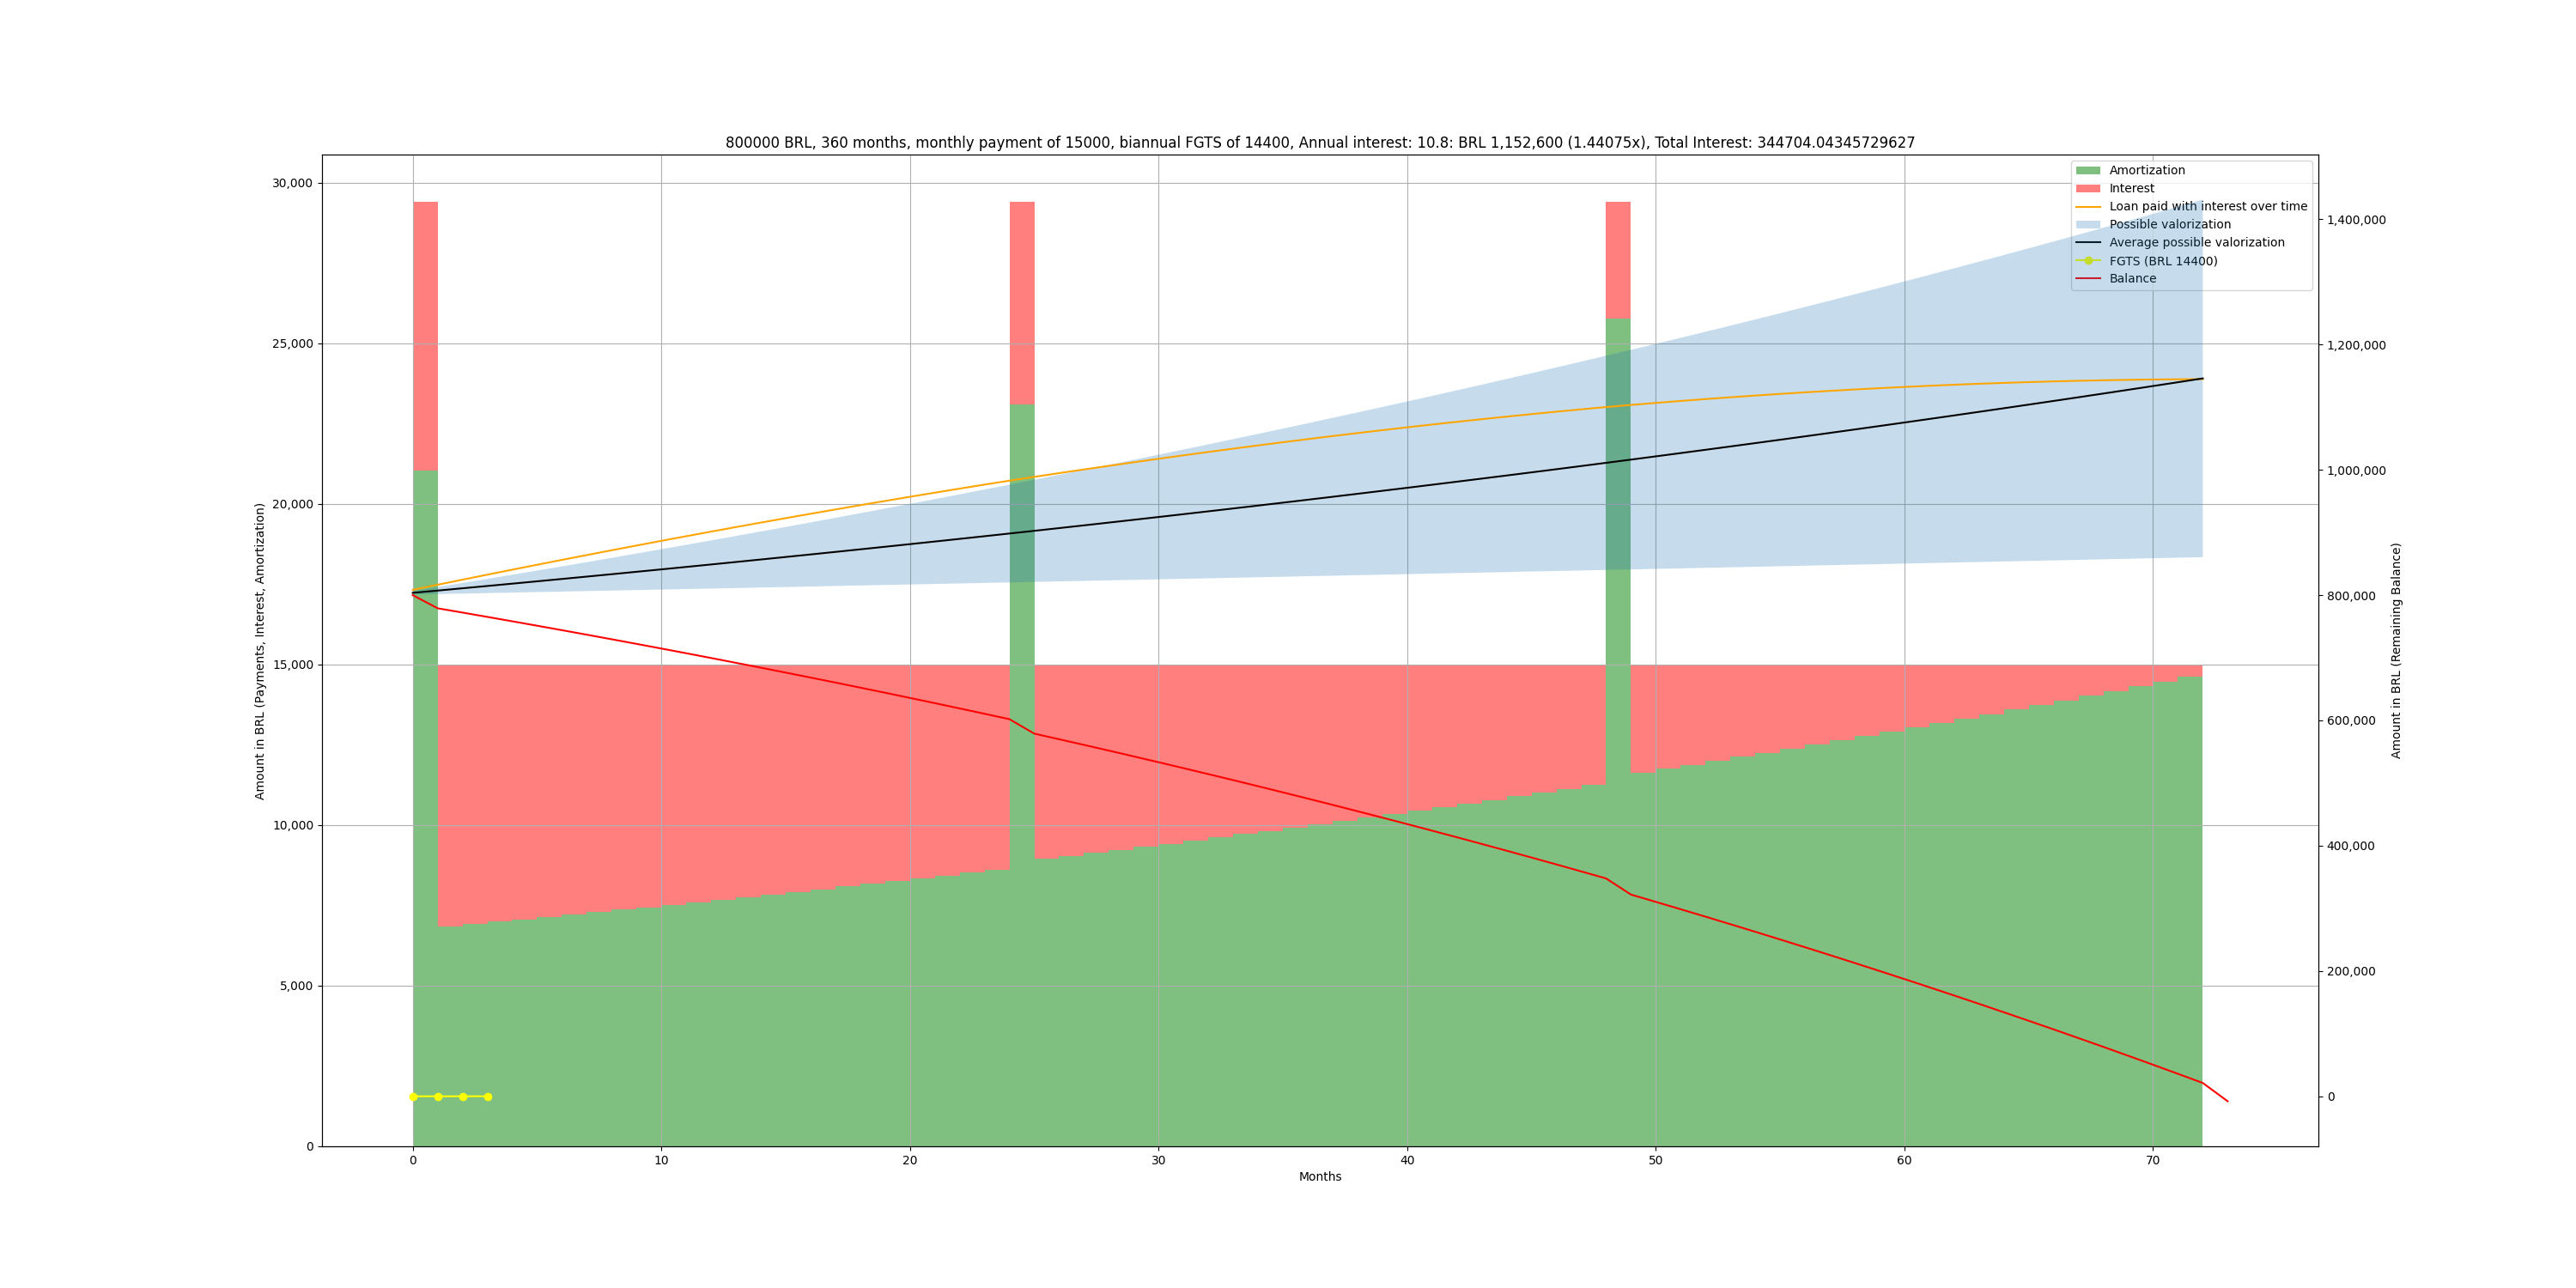 800000 BRL, 360 months, monthly payment of 15000, biannual FGTS of 14400, Annual interest: 10.8: BRL 1,152,600 (1.44075x), Total Interest: 344704.04345729627
Amortization
Interest
Loan paid with interest over time
Possible valorization
Average possible valorization
FGTS (BRL 14400)
Balance
Amount in BRL (Payments, Interest, Amortization)
30,000
25,000
20,000
15,000
10,000
5,000
0
1,400,000
1,200,000
1,000,000
800,000
600,000
400,000
200,000
0
Amount in BRL (Remaining Balance)
0 10 20 30 40 50 60 70
Months